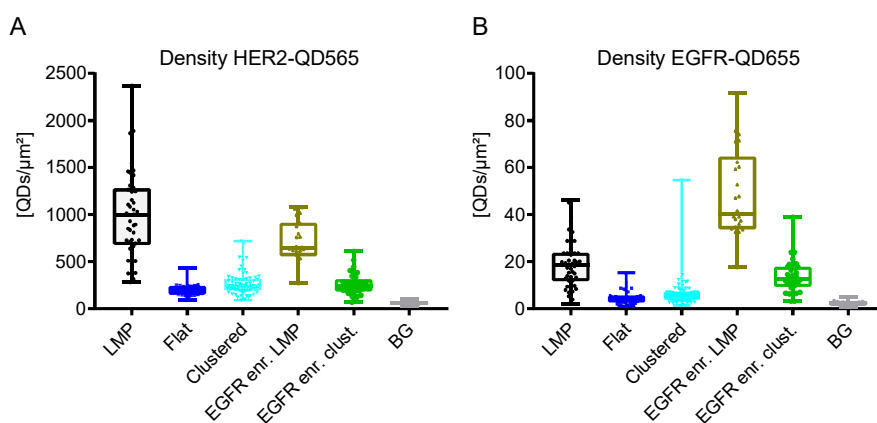 A
Density HER2-QD565
[QDs/µm²]
2500
2000
1500
1000
500
0
LMP
Flat
Clustered
EGFR enr. LMP
EGFR enr. clust.
BG
B
Density EGFR-QD655
[QDs/µm²]
100
80
60
40
20
0
LMP
Flat
Clustered
EGFR enr. LMP
EGFR enr. clust.
BG